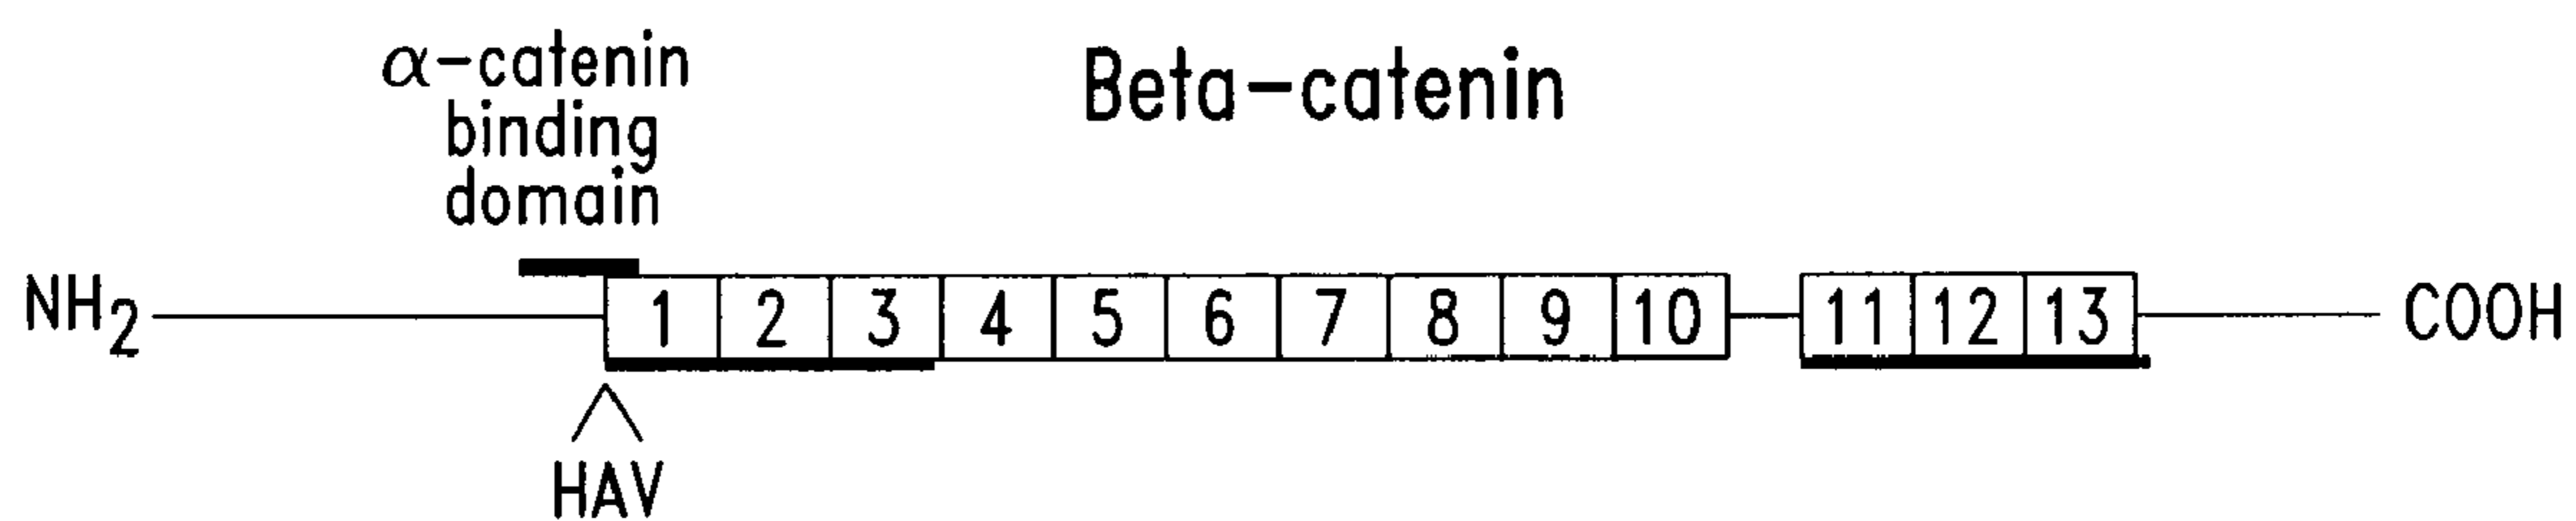 α-catenin
binding
domain
Beta-catenin
NH2
1 2 3 4 5 6 7 8 9 10 11 12 13
COOH
HAV